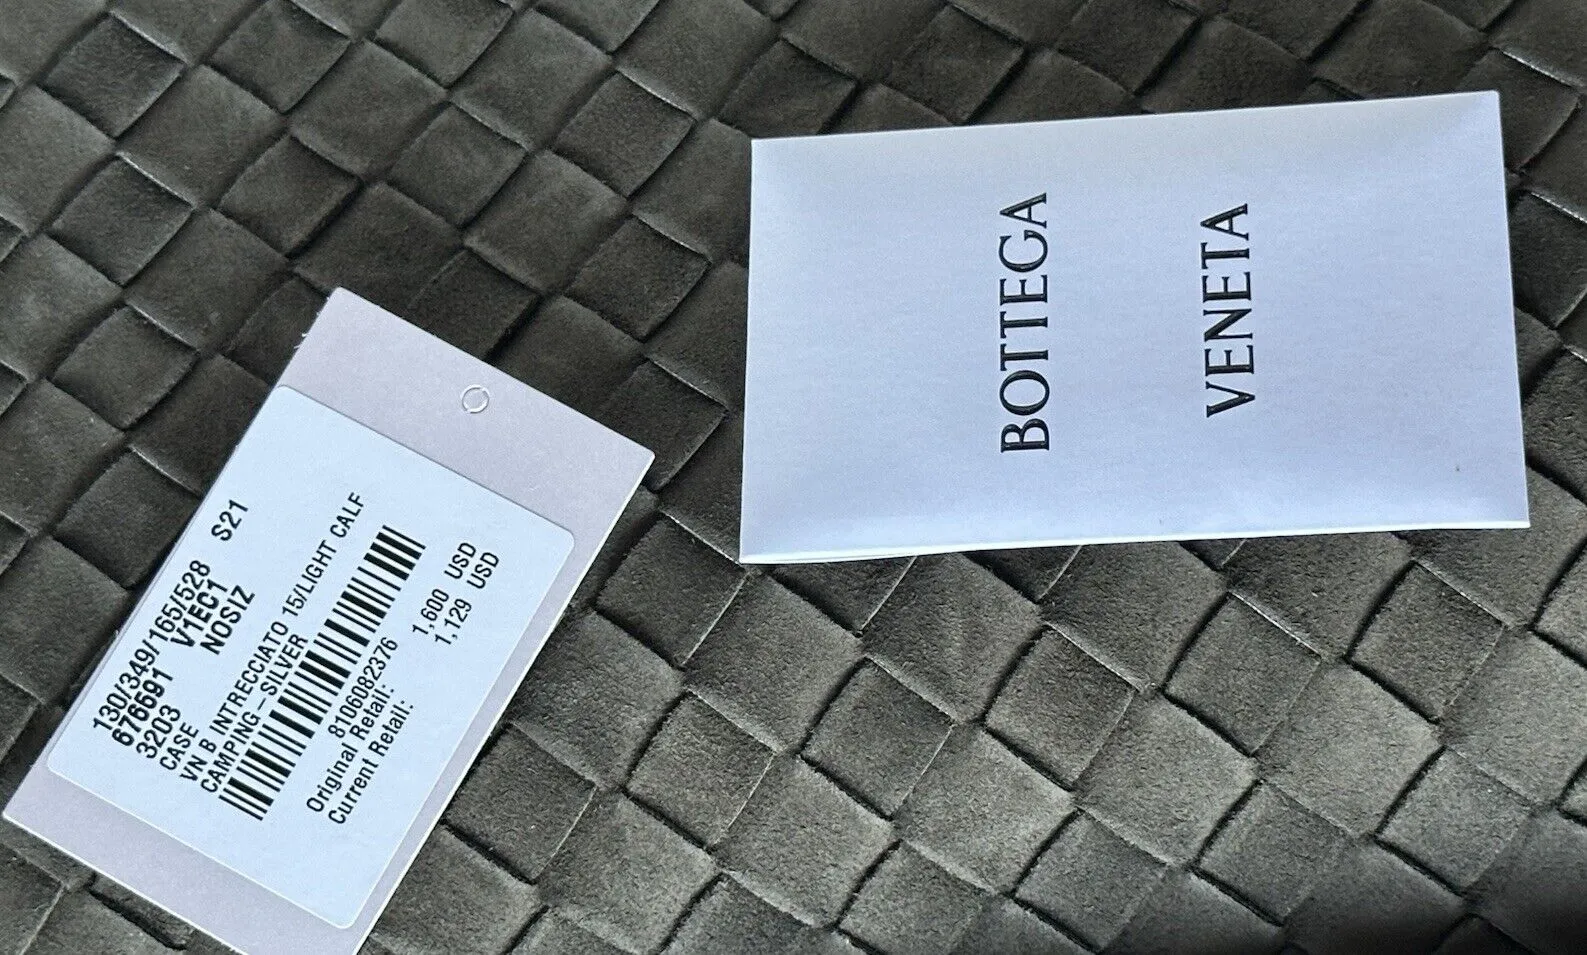 130/349/165/528 S21
676691 V1EC1
3203 NOSIZ
CASE
VN B INTRECCIATO 15/LIGHT CALF
CAMPING-SILVER
8106082376
Original Retail: 1,600 USD
Current Retail: 1,129 USD
BOTTEGA
VENETA